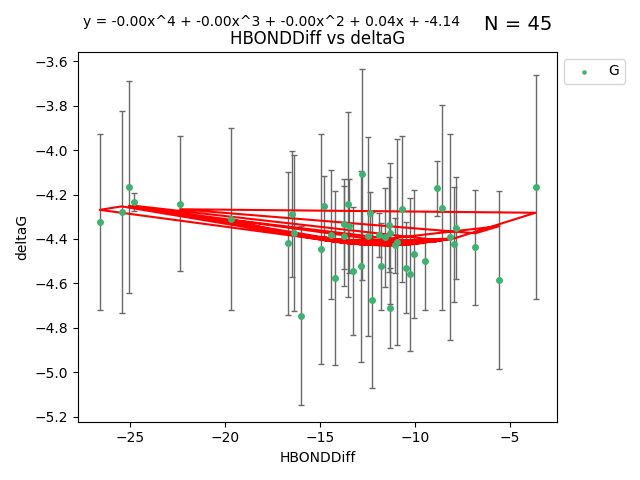 y = -0.00x^4 + -0.00x^3 + -0.00x^2 + 0.04x + -4.14
N = 45
HBONDDiff vs deltaG
G
−3.6
−3.8
−4.0
−4.2
−4.4
−4.6
−4.8
−5.0
−5.2
deltaG
−25
−20
−15
−10
−5
HBONDDiff